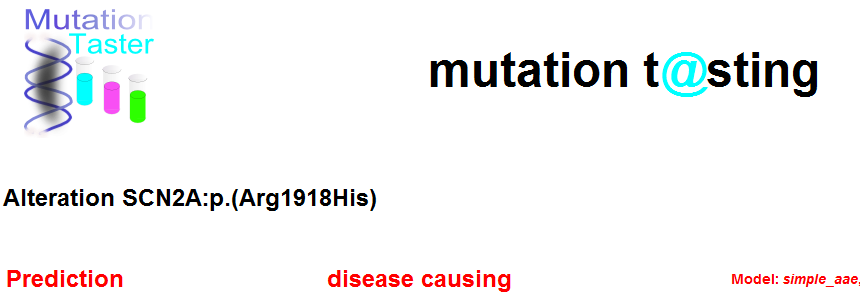 Mutation
Taster
mutation t@sting
Alteration SCN2A:p.(Arg1918His)
Prediction disease causing Model: simple_aae,